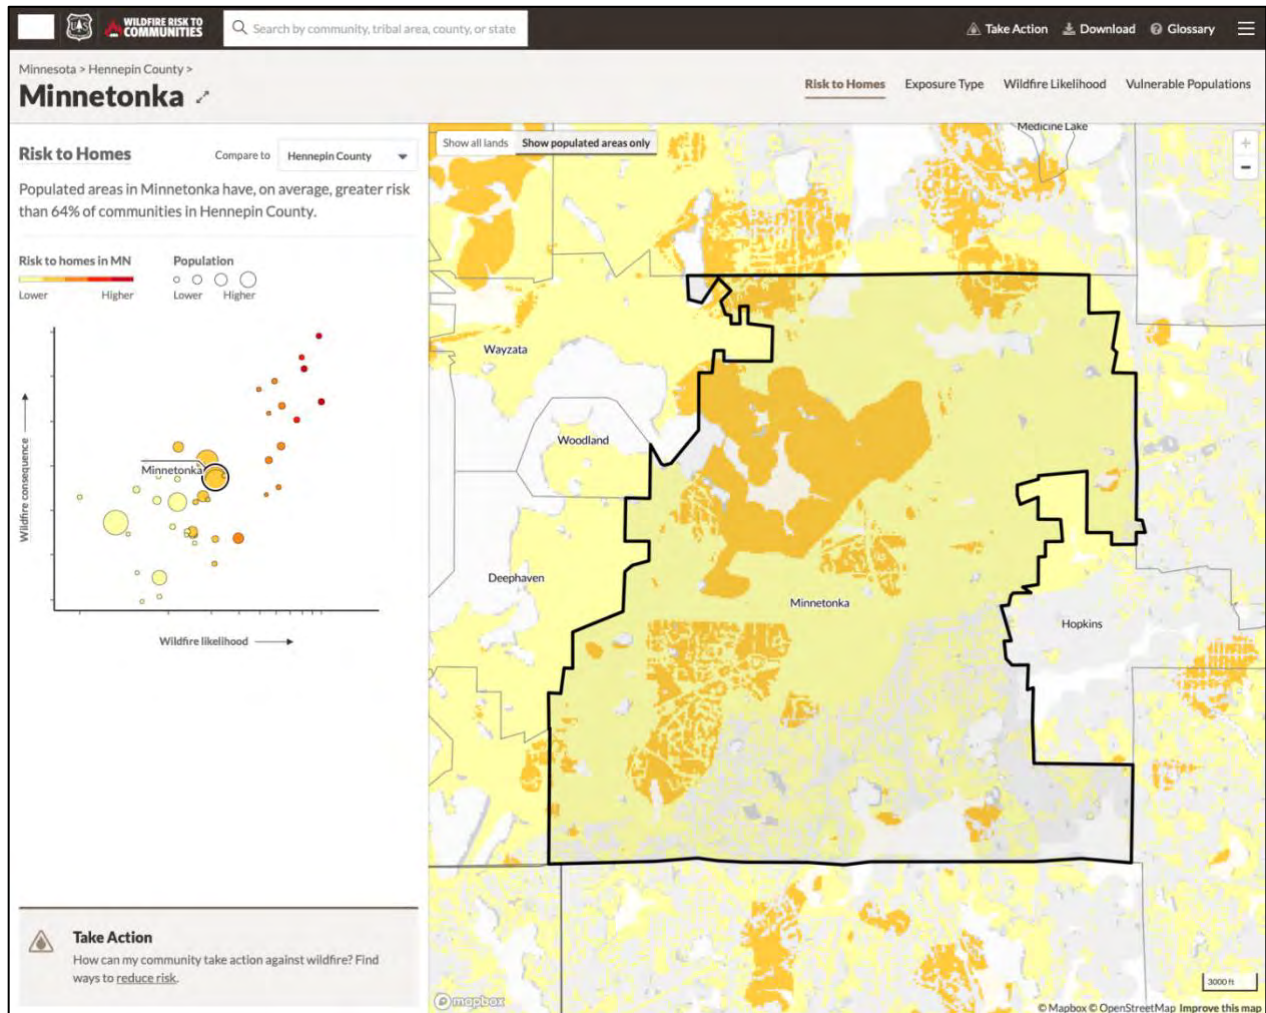 WILDFIRE RISK TO
COMMUNITIES
Search by community, tribal area, county, or state
Take Action
Download
Glossary
Minnesota > Hennepin County >
Minnetonka
Risk to Homes
Exposure Type
Wildfire Likelihood
Vulnerable Populations
Risk to Homes
Compare to
Hennepin County
Populated areas in Minnetonka have, on average, greater risk
than 64% of communities in Hennepin County.
Risk to homes in MN
Population
Lower
Higher
Lower
Higher
Wildfire consequence
Minnetonka
Wildfire likelihood
Take Action
How can my community take action against wildfire? Find
ways to reduce risk.
Show all lands
Show populated areas only
Medicine Lake
Wayzata
Woodland
Deephaven
Minnetonka
Hopkins
3000 ft
mapbox
© Mapbox © OpenStreetMap Improve this map